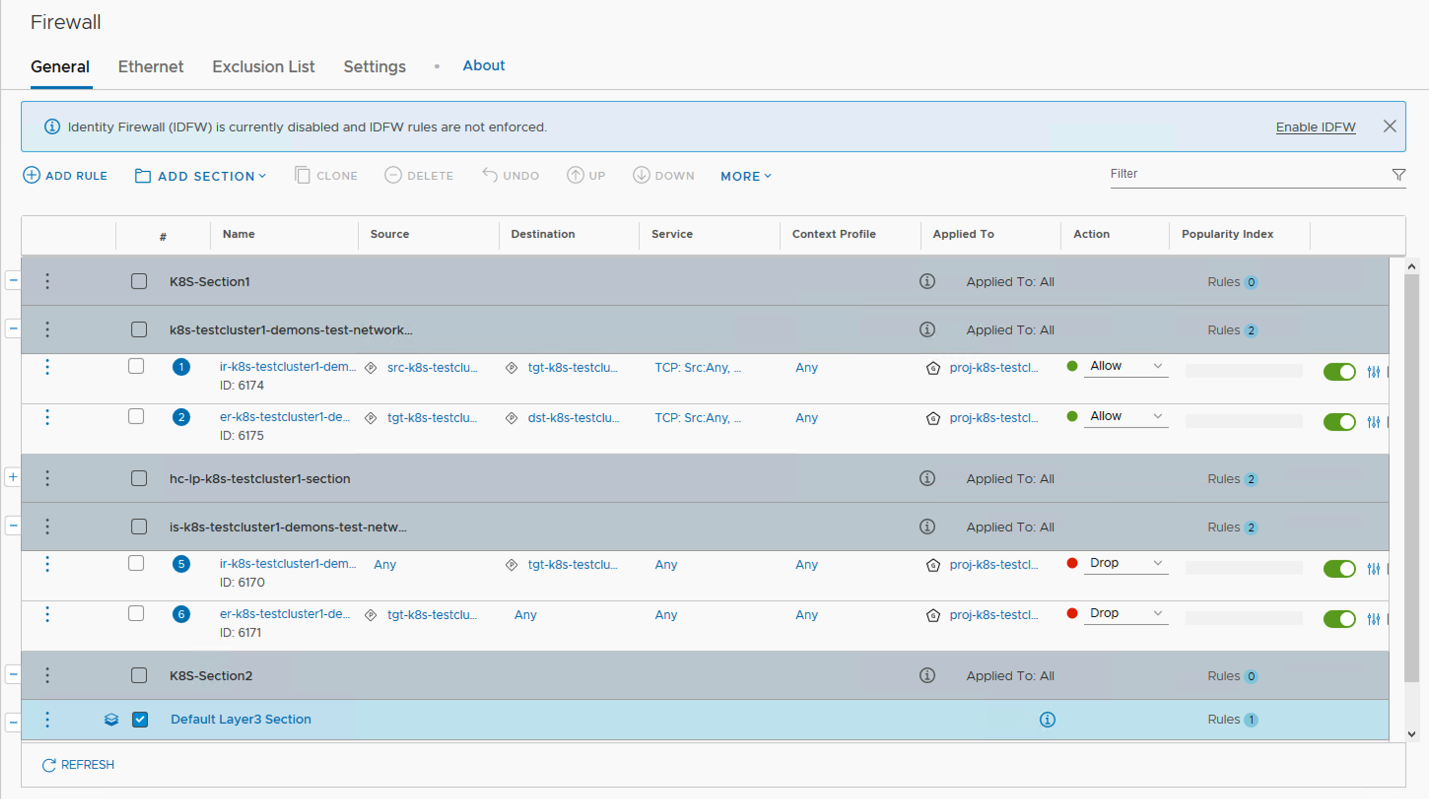 Firewall
General Ethernet Exclusion List Settings • About
Identity Firewall (IDFW) is currently disabled and IDFW rules are not enforced. Enable IDFW
ADD RULE ADD SECTION CLONE DELETE UNDO UP DOWN MORE Filter
# Name Source Destination Service Context Profile Applied To Action Popularity Index
K8S-Section1 Applied To: All Rules 0
k8s-testcluster1-demons-test-network... Applied To: All Rules 2
1 ir-k8s-testcluster1-dem... src-k8s-testclu... tgt-k8s-testclu... TCP: Src:Any, ... Any proj-k8s-testcl... Allow
ID: 6174
2 er-k8s-testcluster1-de... tgt-k8s-testclu... dst-k8s-testclu... TCP: Src:Any, ... Any proj-k8s-testcl... Allow
ID: 6175
hc-lp-k8s-testcluster1-section Applied To: All Rules 2
is-k8s-testcluster1-demons-test-netw... Applied To: All Rules 2
5 ir-k8s-testcluster1-dem... Any tgt-k8s-testclu... Any Any proj-k8s-testcl... Drop
ID: 6170
6 er-k8s-testcluster1-de... tgt-k8s-testclu... Any Any Any proj-k8s-testcl... Drop
ID: 6171
K8S-Section2 Applied To: All Rules 0
Default Layer3 Section Rules 1
REFRESH